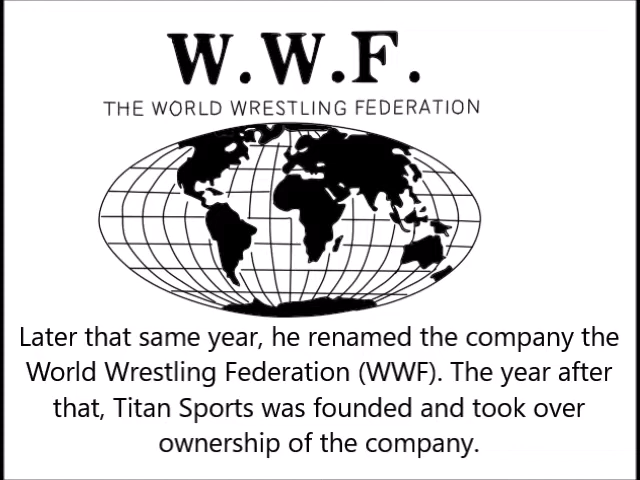 W.W.F.
THE WORLD WRESTLING FEDERATION
Later that same year, he renamed the company the
World Wrestling Federation (WWF). The year after
that, Titan Sports was founded and took over
ownership of the company.